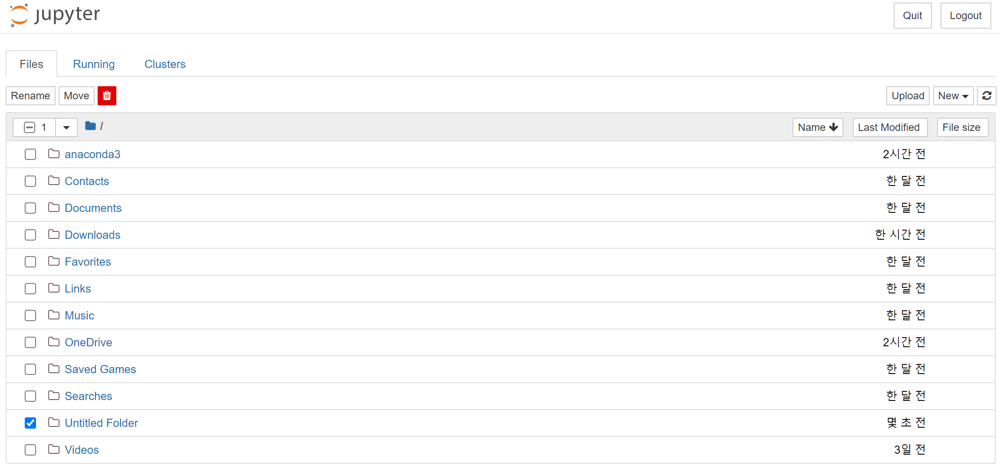 jupyter Quit Logout
Files Running Clusters
Rename Move Upload New
1 / Name Last Modified File size
anaconda3 2시간 전
Contacts 한 달 전
Documents 한 달 전
Downloads 한 시간 전
Favorites 한 달 전
Links 한 달 전
Music 한 달 전
OneDrive 2시간 전
Saved Games 한 달 전
Searches 한 달 전
Untitled Folder 몇 초 전
Videos 3일 전